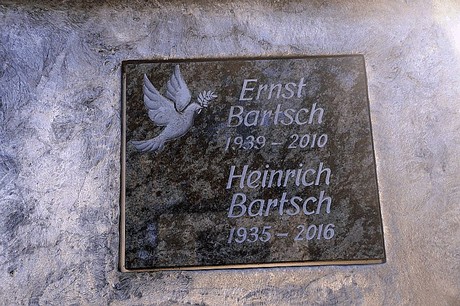 Ernst
Bartsch
1939 – 2010
Heinrich
Bartsch
1935 – 2016